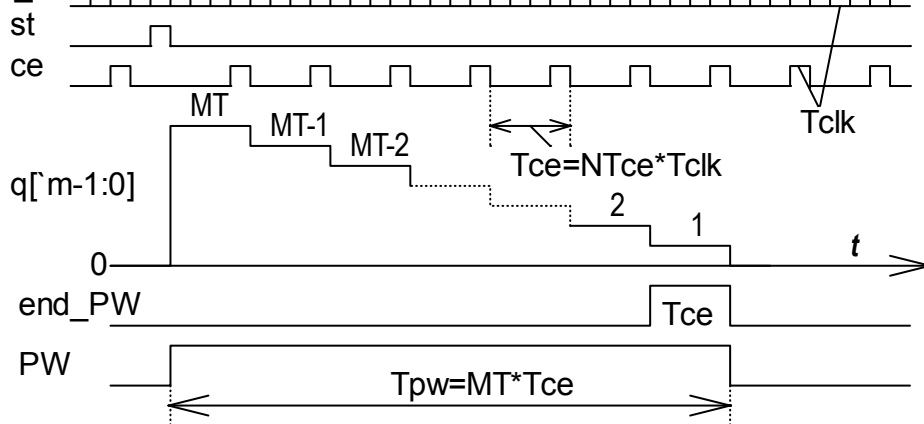 st
ce
MT
MT-1
MT-2
Tclk
Tce=NTce*Tclk
q[`m-1:0]
2
1
t
0
end_PW
Tce
PW
Tpw=MT*Tce